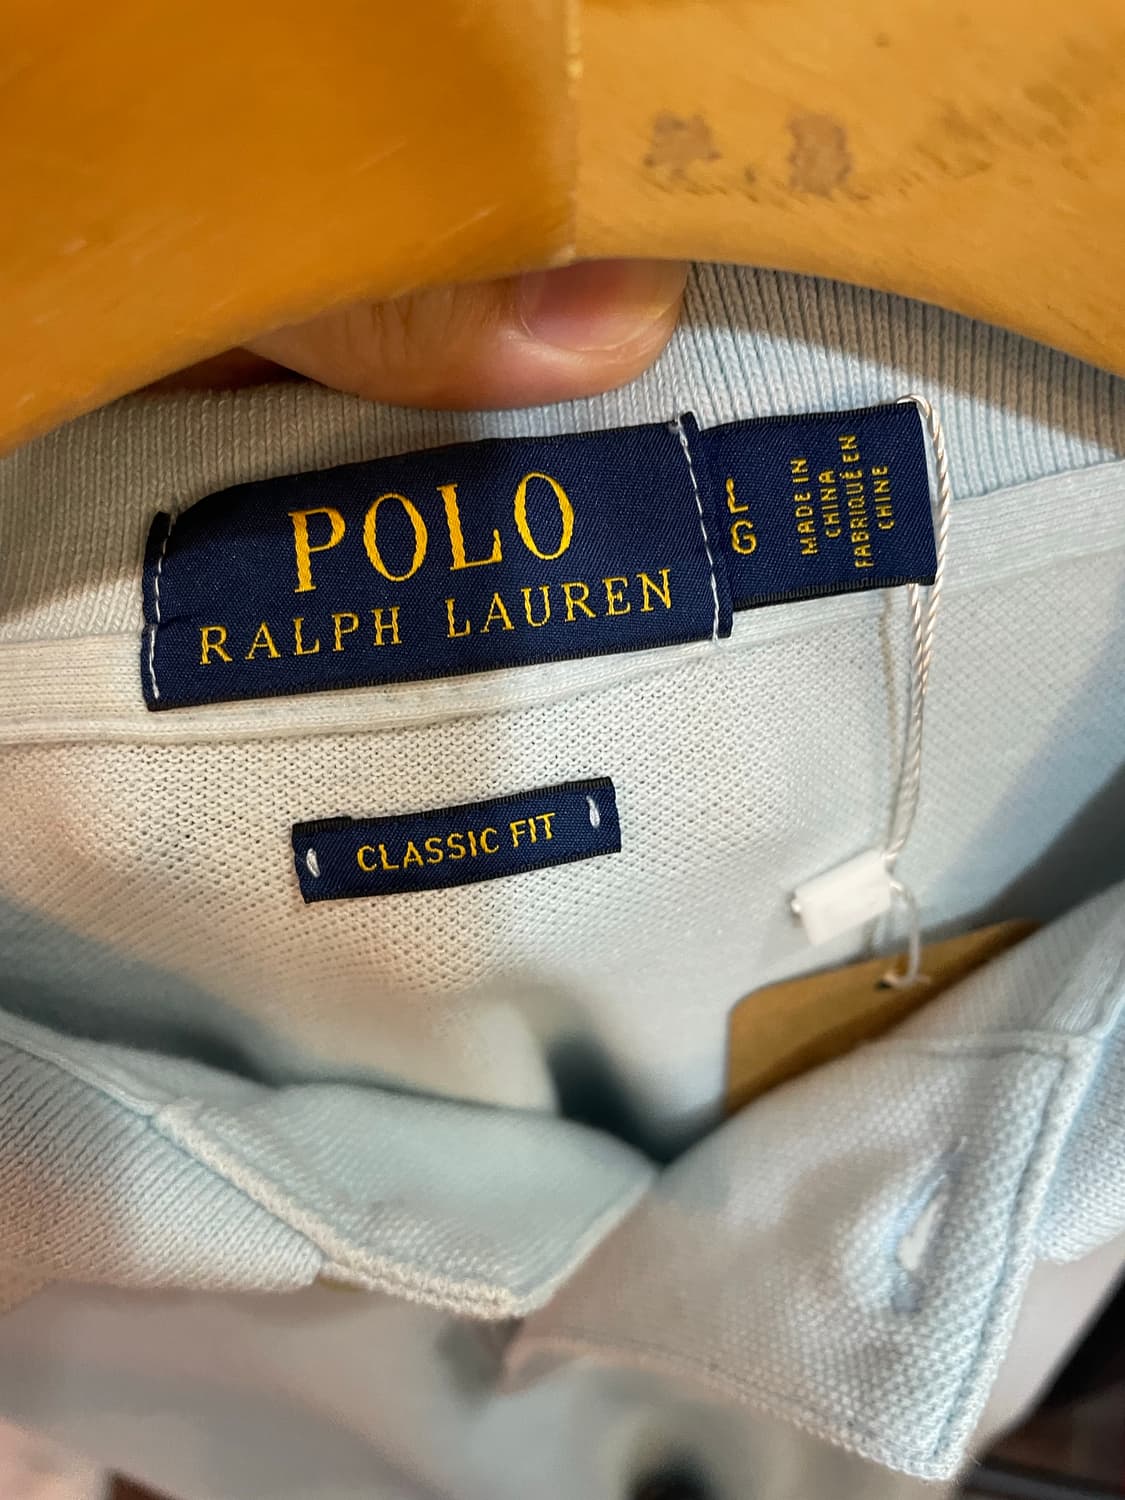 POLO
RALPH LAUREN
L
G
MADE IN
CHINA
FABRIQUÉ EN
CHINE
CLASSIC FIT